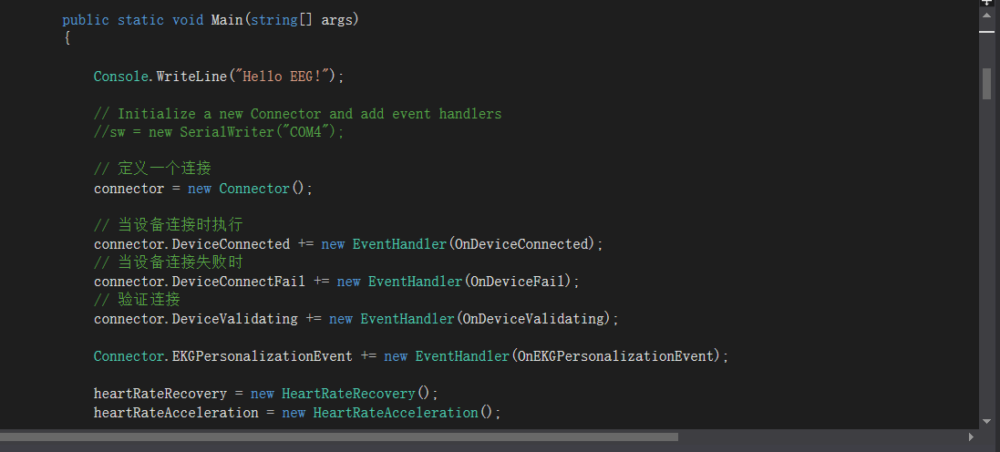 public static void Main(string[] args)
{
Console.WriteLine("Hello EEG!");
// Initialize a new Connector and add event handlers
//sw = new SerialWriter("COM4");
// 定义一个连接
connector = new Connector();
// 当设备连接时执行
connector.DeviceConnected += new EventHandler(OnDeviceConnected);
// 当设备连接失败时
connector.DeviceConnectFail += new EventHandler(OnDeviceFail);
// 验证连接
connector.DeviceValidating += new EventHandler(OnDeviceValidating);
Connector.EKGPersonalizationEvent += new EventHandler(OnEKGPersonalizationEvent);
heartRateRecovery = new HeartRateRecovery();
heartRateAcceleration = new HeartRateAcceleration();